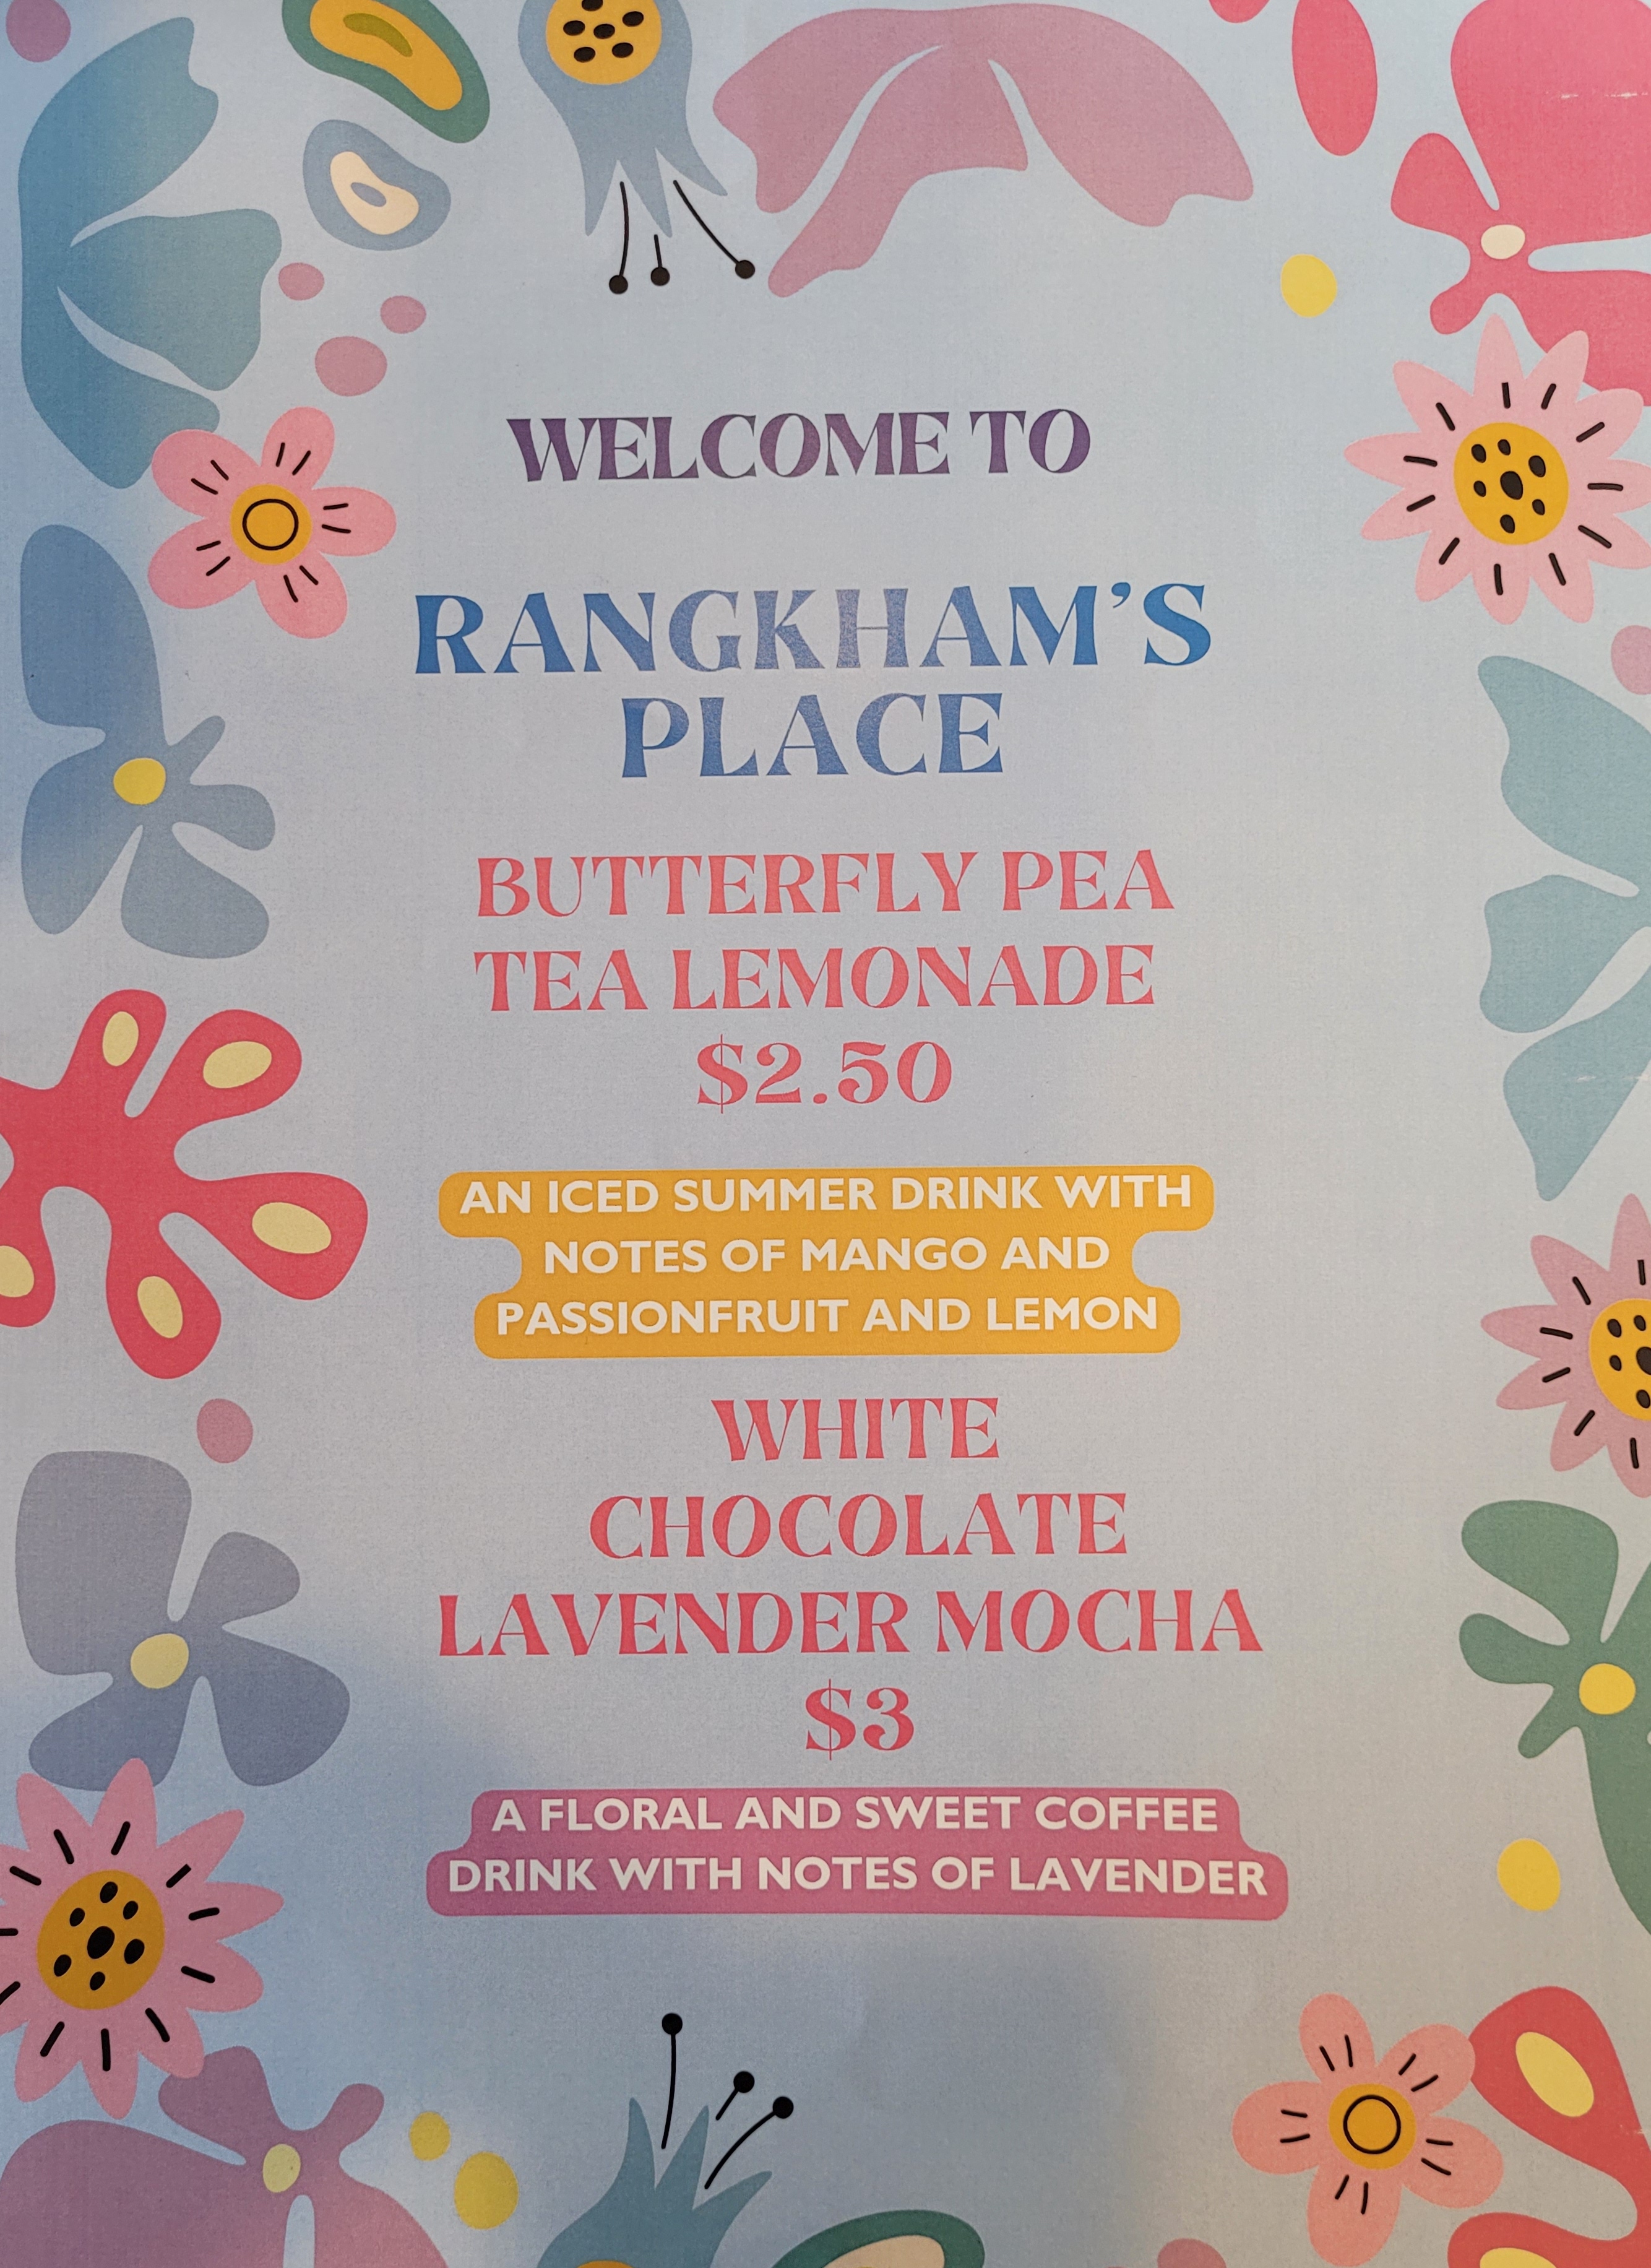 WELCOME TO
RANGKHAM'S
PLACE
BUTTERFLY PEA
TEA LEMONADE
$2.50
AN ICED SUMMER DRINK WITH
NOTES OF MANGO AND
PASSIONFRUIT AND LEMON
WHITE
CHOCOLATE
LAVENDER MOCHA
$3
A FLORAL AND SWEET COFFEE
DRINK WITH NOTES OF LAVENDER